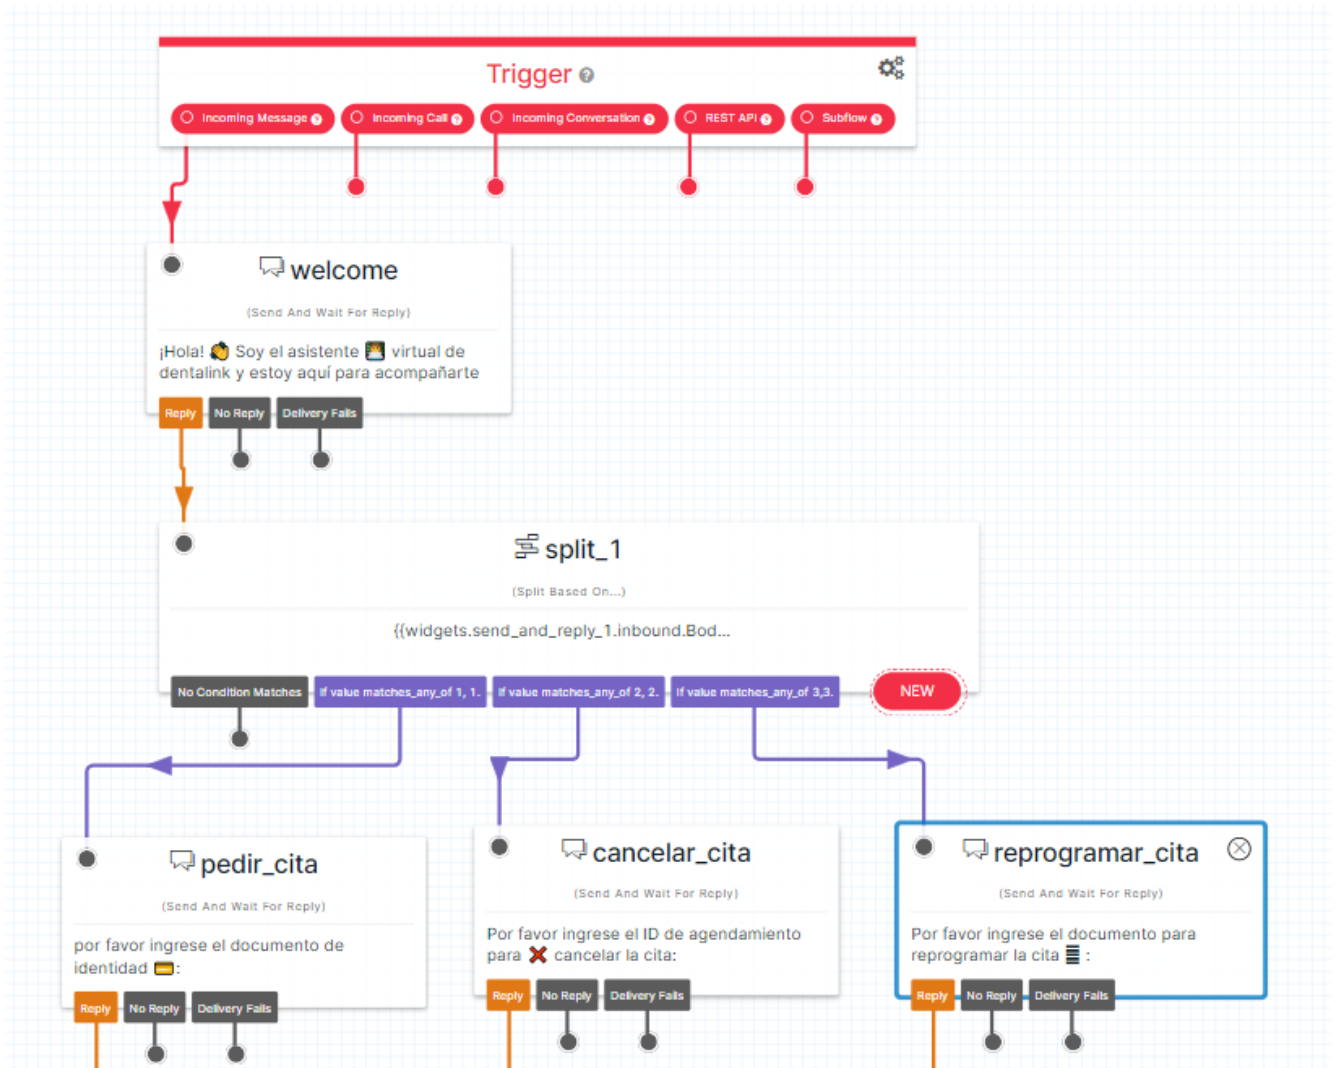 Trigger
Incoming Message
Incoming Call
Incoming Conversation
REST API
Subflow
welcome
(Send And Wait For Reply)
¡Hola! 👏 Soy el asistente 👨‍💻 virtual de
dentalink y estoy aquí para acompañarte
Reply
No Reply
Delivery Fails
split_1
(Split Based On...)
{{widgets.send_and_reply_1.inbound.Bod...
No Condition Matches
If value matches_any_of 1, 1.
If value matches_any_of 2, 2.
If value matches_any_of 3,3.
NEW
pedir_cita
(Send And Wait For Reply)
por favor ingrese el documento de
identidad 💳:
Reply
No Reply
Delivery Fails
cancelar_cita
(Send And Wait For Reply)
Por favor ingrese el ID de agendamiento
para ❌ cancelar la cita:
Reply
No Reply
Delivery Fails
reprogramar_cita
(Send And Wait For Reply)
Por favor ingrese el documento para
reprogramar la cita :
Reply
No Reply
Delivery Fails